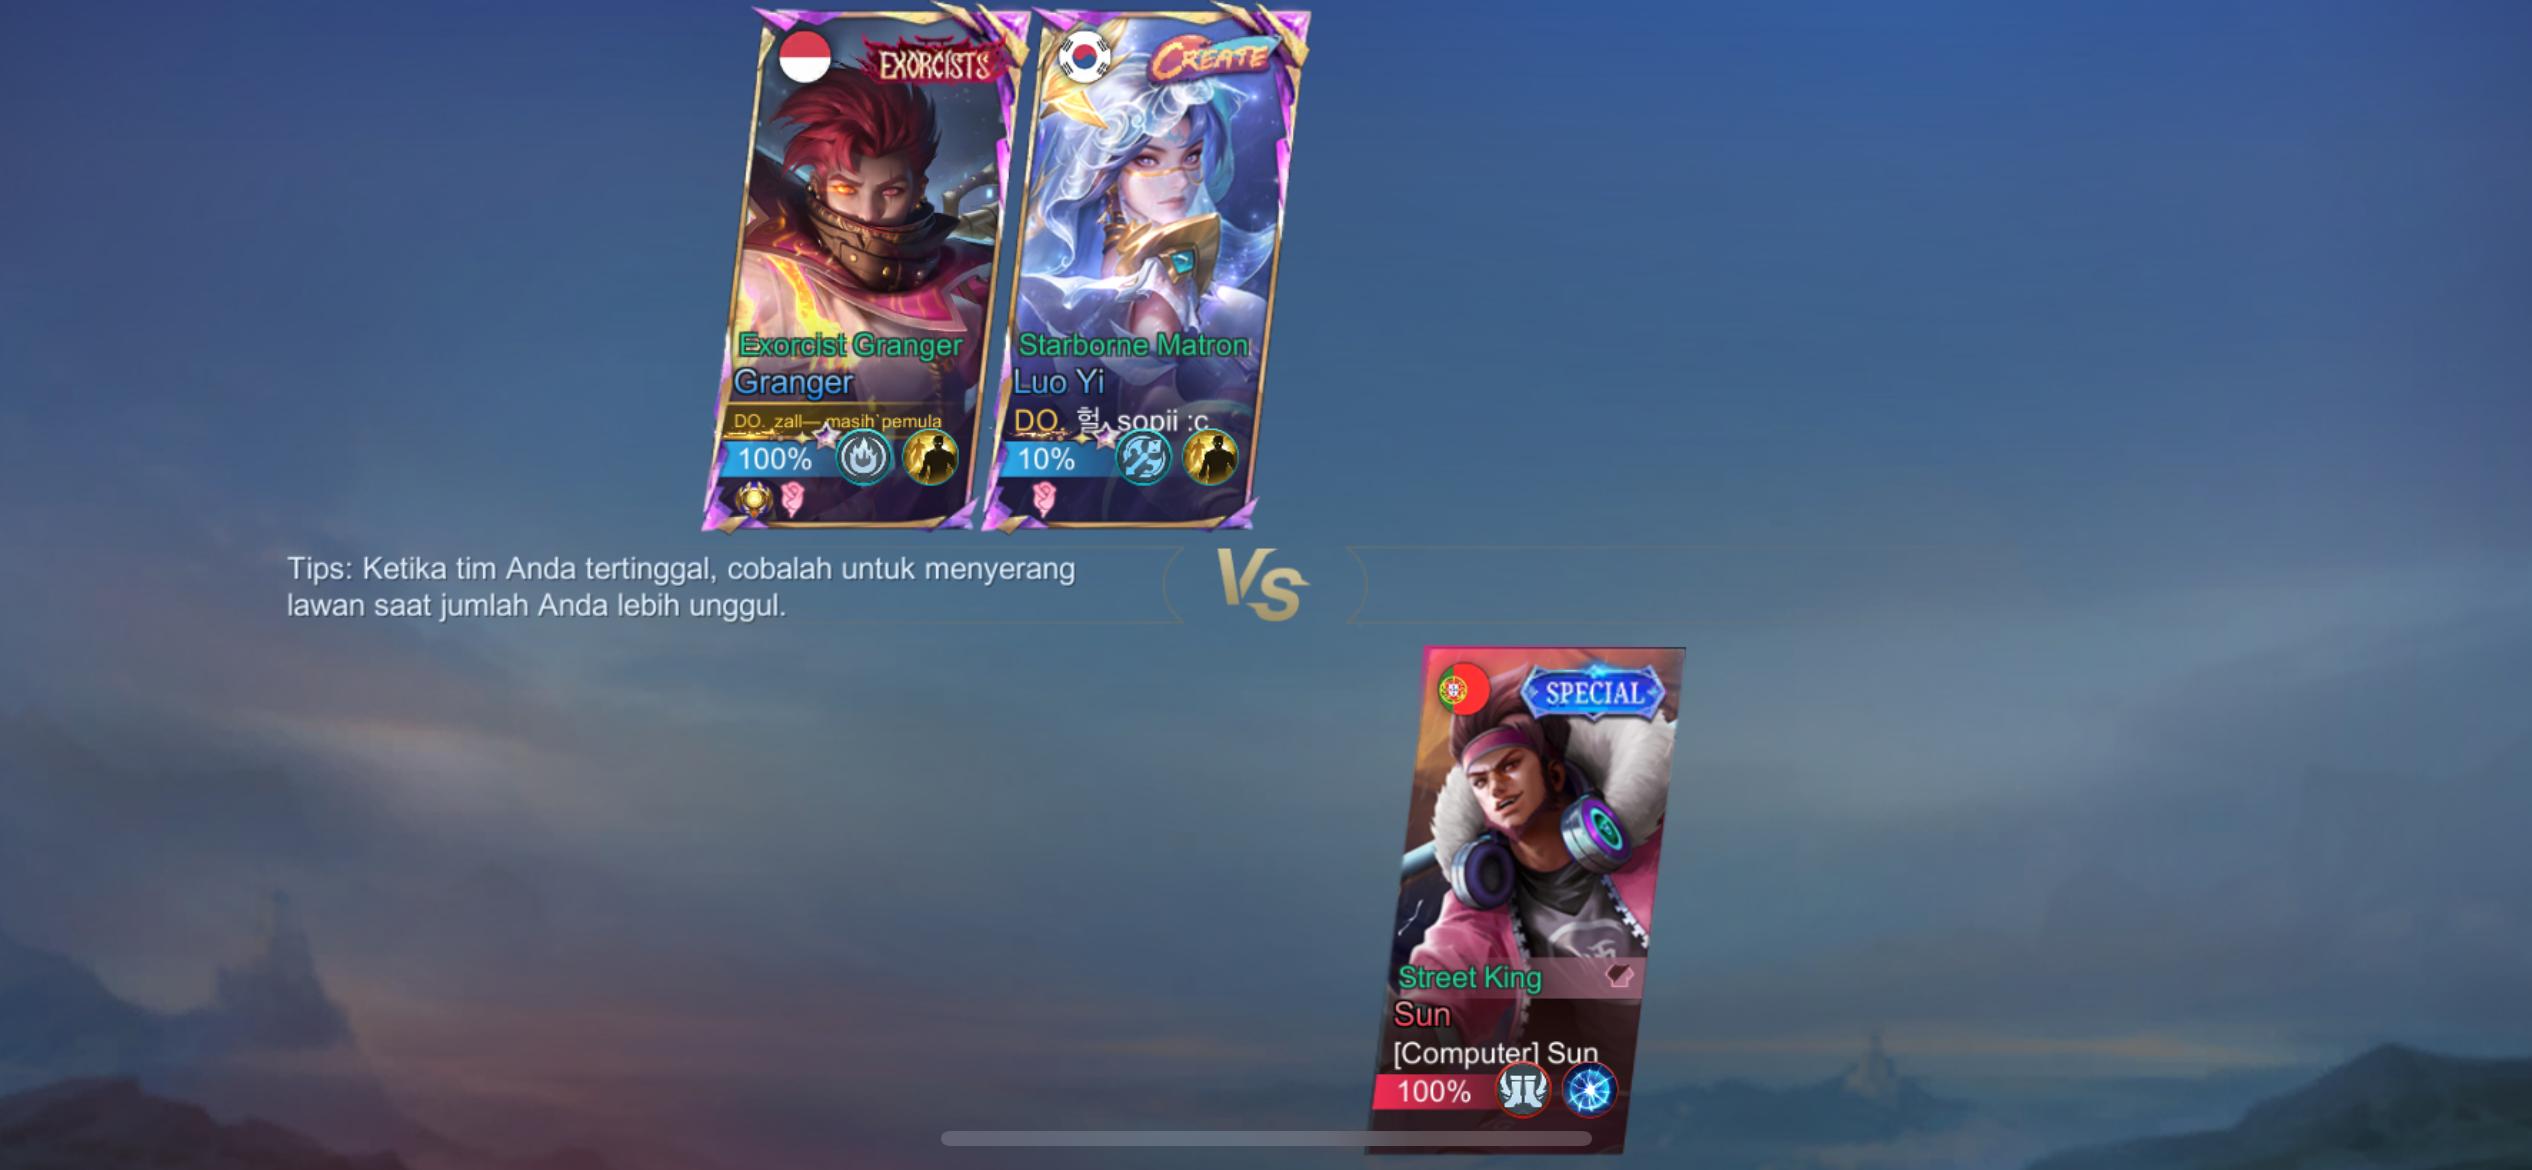 EXORCISTS
Exorcist Granger
Granger
DO. zall—masih`pemula
100%
CREATE
Starborne Matron
Luo Yi
DO. 헐 sopii :c
10%
Tips: Ketika tim Anda tertinggal, cobalah untuk menyerang
lawan saat jumlah Anda lebih unggul.
VS
SPECIAL
Street King
Sun
[Computer] Sun
100%